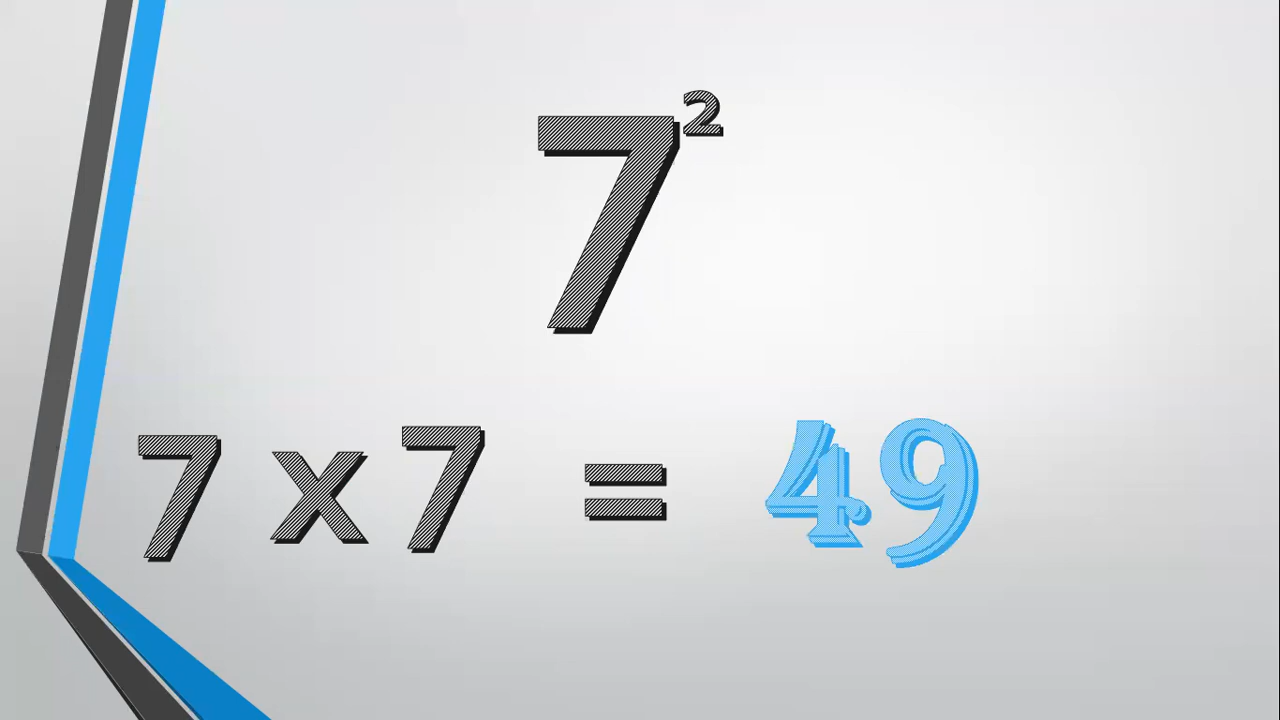 7²
7 x 7 = 49